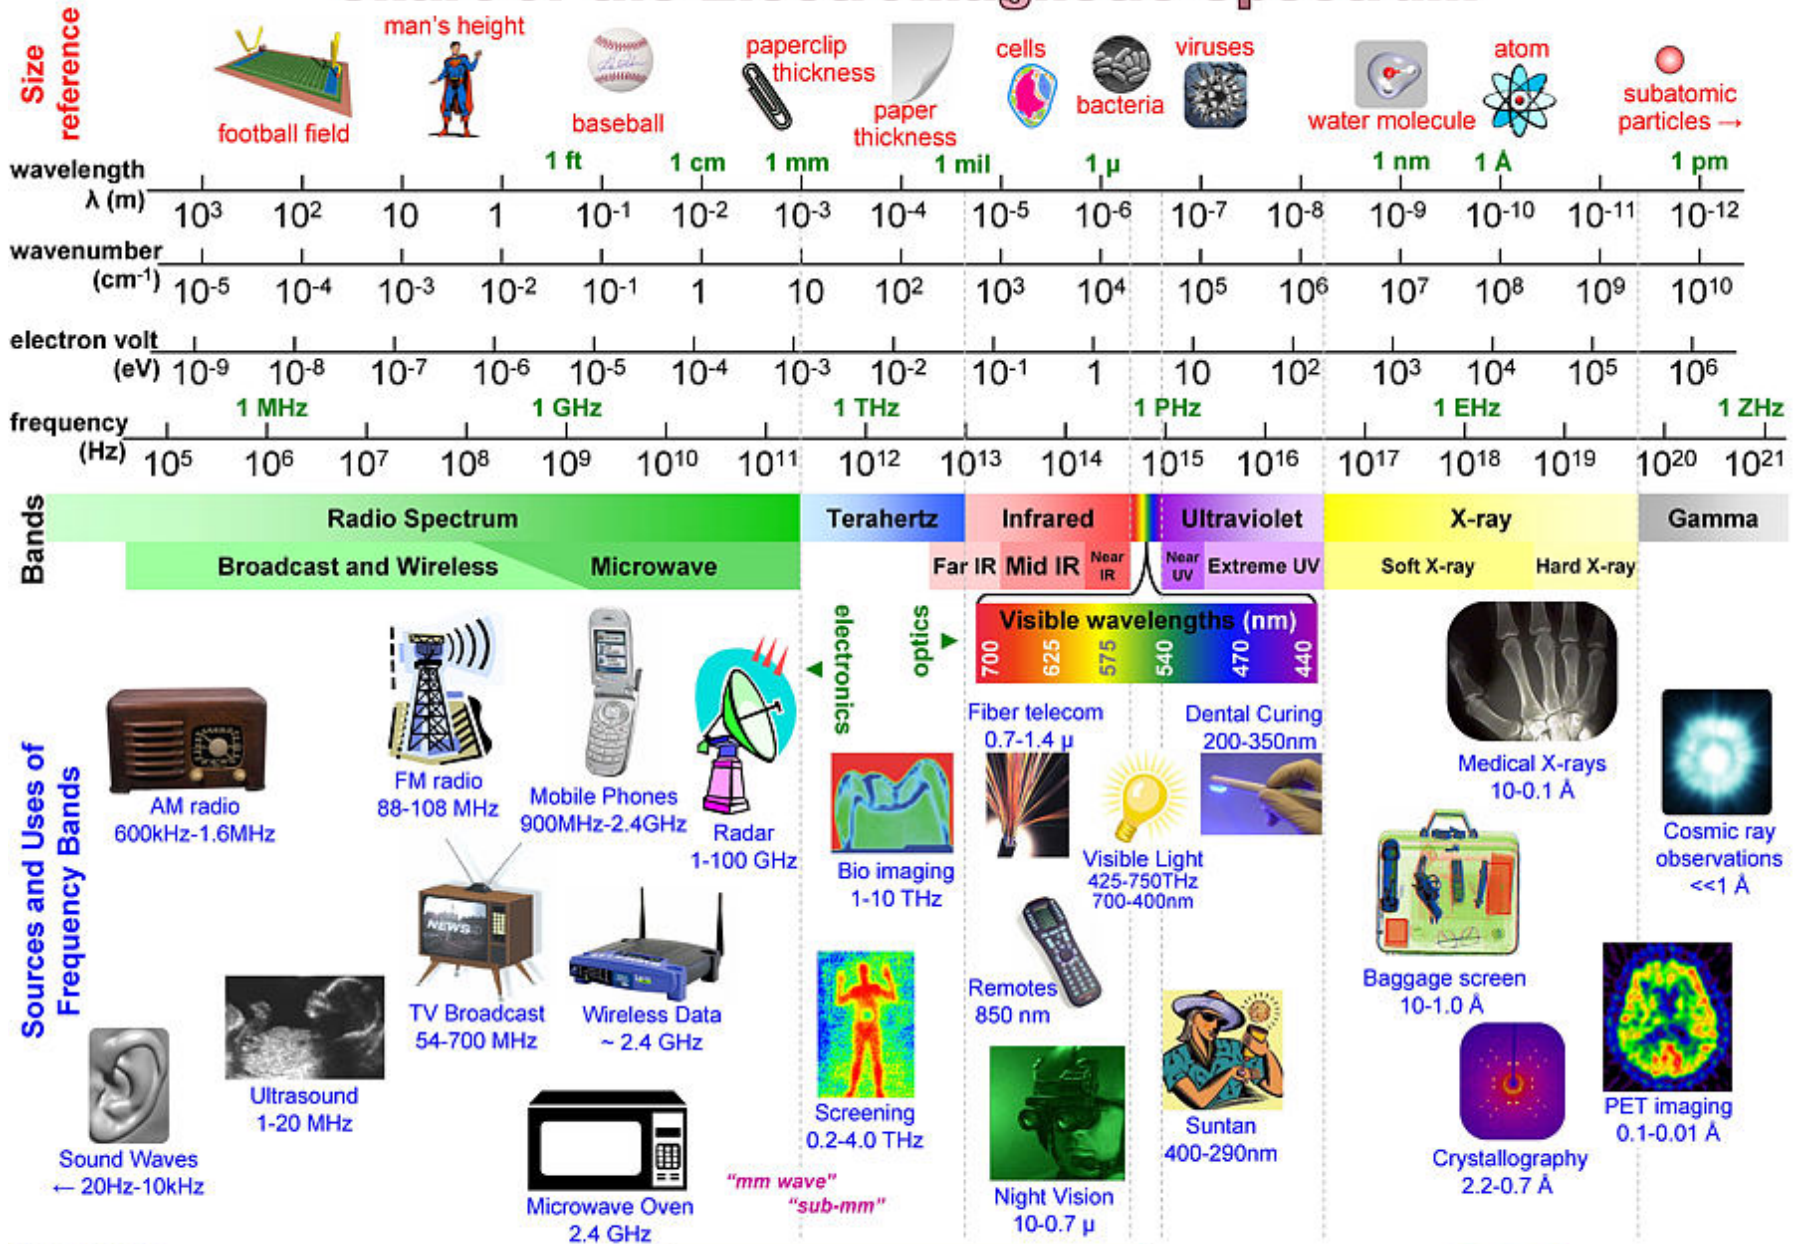 Chart of the Electromagnetic Spectrum
Size reference
football field
man's height
baseball
paperclip thickness
paper thickness
cells
bacteria
viruses
water molecule
atom
subatomic particles →
1 ft 1 cm 1 mm 1 mil 1 µ 1 nm 1 Å 1 pm
wavelength λ (m)
10³ 10² 10 1 10⁻¹ 10⁻² 10⁻³ 10⁻⁴ 10⁻⁵ 10⁻⁶ 10⁻⁷ 10⁻⁸ 10⁻⁹ 10⁻¹⁰ 10⁻¹¹ 10⁻¹²
wavenumber (cm⁻¹)
10⁻⁵ 10⁻⁴ 10⁻³ 10⁻² 10⁻¹ 1 10 10² 10³ 10⁴ 10⁵ 10⁶ 10⁷ 10⁸ 10⁹ 10¹⁰
electron volt (eV)
10⁻⁹ 10⁻⁸ 10⁻⁷ 10⁻⁶ 10⁻⁵ 10⁻⁴ 10⁻³ 10⁻² 10⁻¹ 1 10 10² 10³ 10⁴ 10⁵ 10⁶
1 MHz 1 GHz 1 THz 1 PHz 1 EHz 1 ZHz
frequency (Hz)
10⁵ 10⁶ 10⁷ 10⁸ 10⁹ 10¹⁰ 10¹¹ 10¹² 10¹³ 10¹⁴ 10¹⁵ 10¹⁶ 10¹⁷ 10¹⁸ 10¹⁹ 10²⁰ 10²¹
Bands
Radio Spectrum Terahertz Infrared Ultraviolet X-ray Gamma
Broadcast and Wireless Microwave Far IR Mid IR Near IR Near UV Extreme UV Soft X-ray Hard X-ray
electronics
optics
Visible wavelengths (nm)
700 625 575 540 470 440
Sources and Uses of Frequency Bands
AM radio
600kHz-1.6MHz
FM radio
88-108 MHz
Mobile Phones
900MHz-2.4GHz
Radar
1-100 GHz
Bio imaging
1-10 THz
Fiber telecom
0.7-1.4 µ
Visible Light
425-750THz
700-400nm
Dental Curing
200-350nm
Medical X-rays
10-0.1 Å
Cosmic ray observations
<<1 Å
Sound Waves
← 20Hz-10kHz
Ultrasound
1-20 MHz
NEWS
TV Broadcast
54-700 MHz
Wireless Data
~ 2.4 GHz
Microwave Oven
2.4 GHz
"mm wave"
"sub-mm"
Screening
0.2-4.0 THz
Remotes
850 nm
Night Vision
10-0.7 µ
Suntan
400-290nm
Baggage screen
10-1.0 Å
Crystallography
2.2-0.7 Å
PET imaging
0.1-0.01 Å